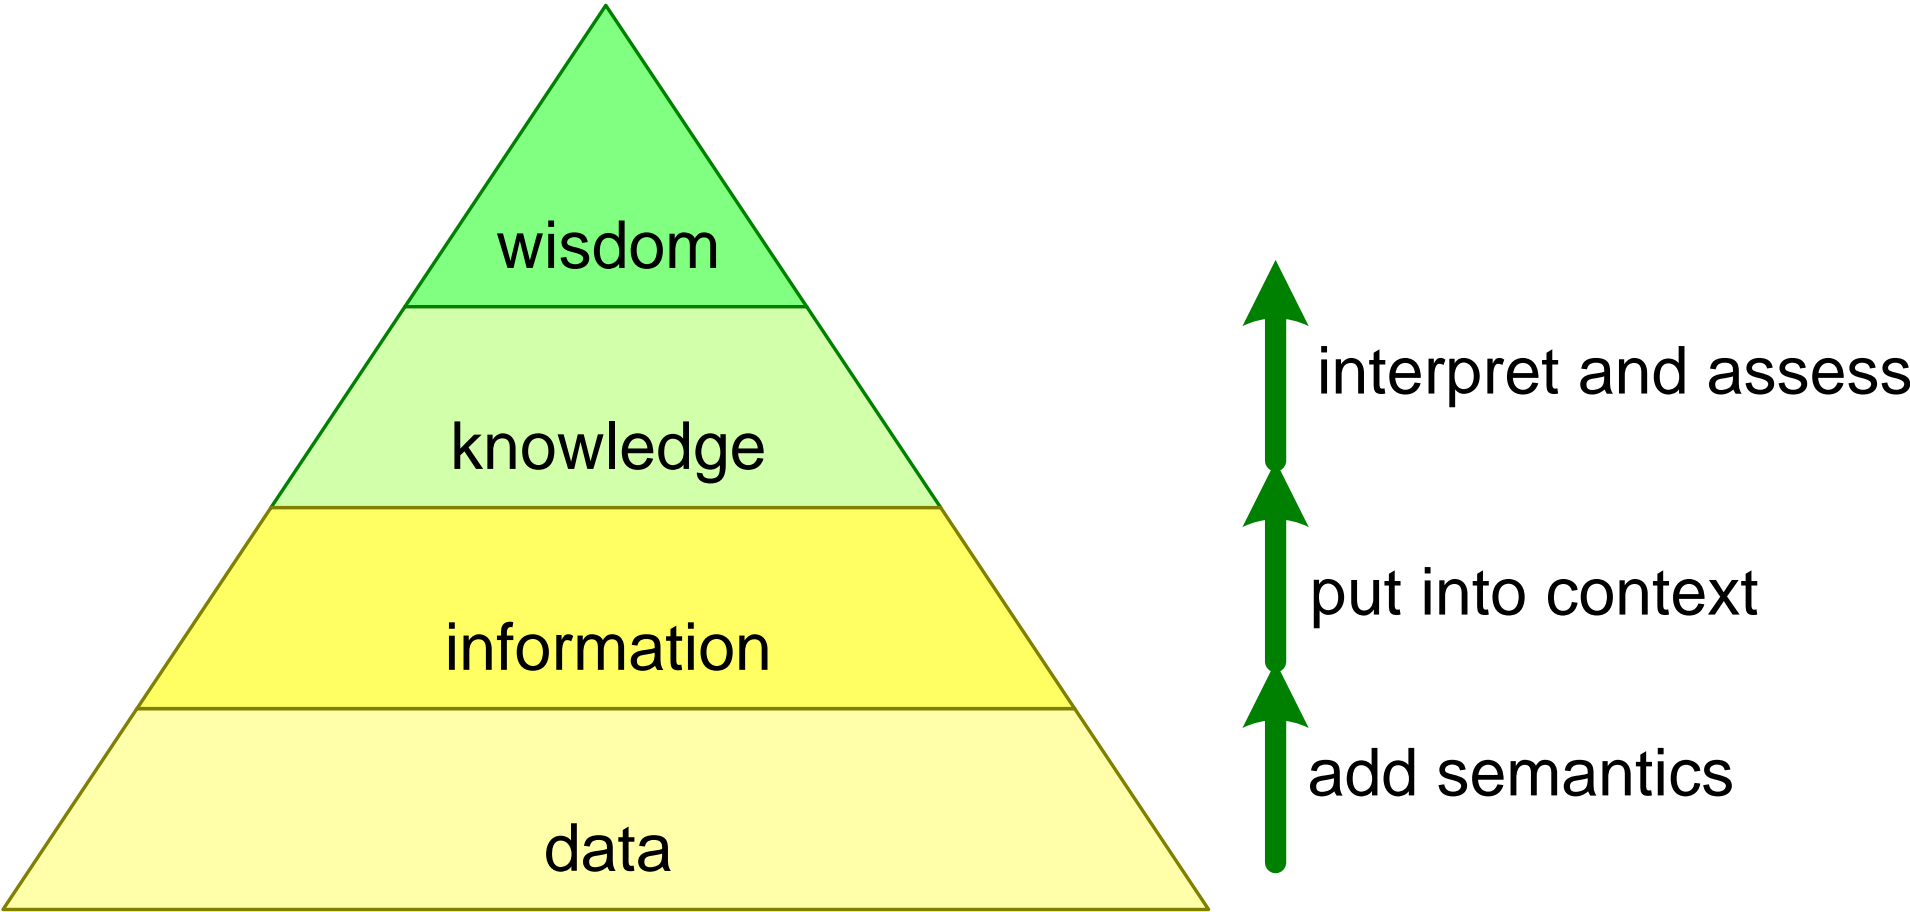 wisdom
interpret and assess
knowledge
put into context
information
add semantics
data